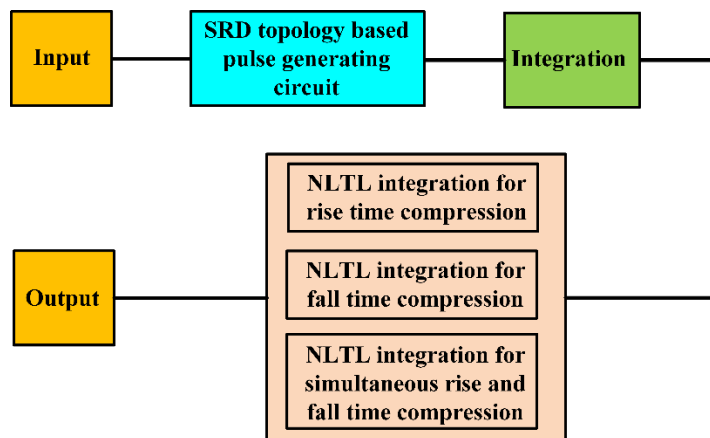 Input
SRD topology based
pulse generating
circuit
Integration
NLTL integration for
rise time compression
NLTL integration for
fall time compression
NLTL integration for
simultaneous rise and
fall time compression
Output